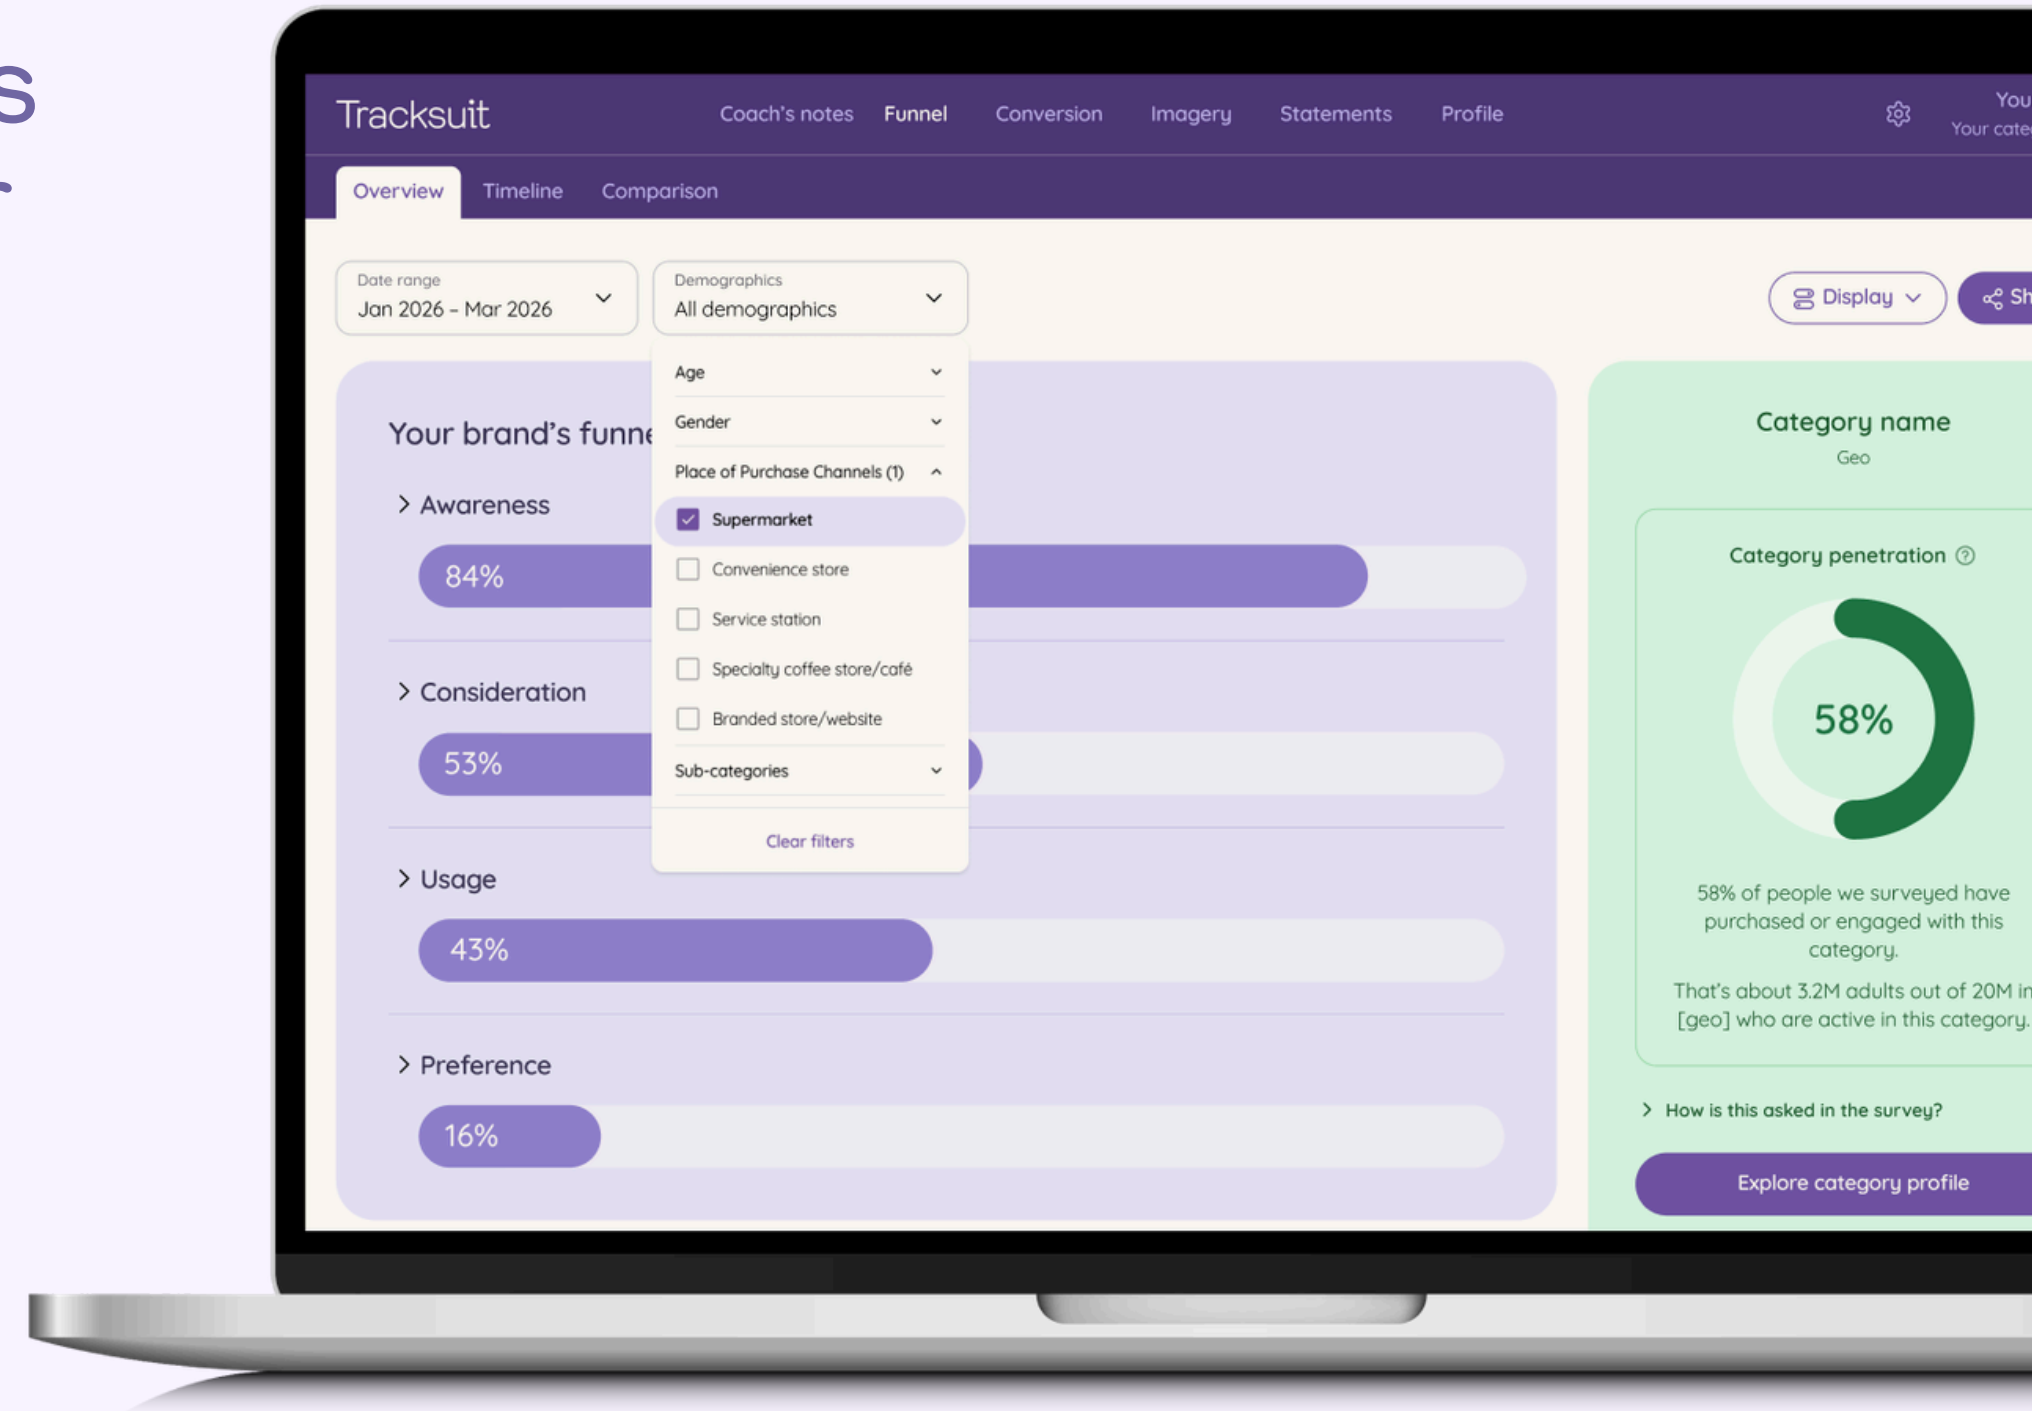 s
Tracksuit
Coach's notes Funnel Conversion Imagery Statements Profile
You
Your cate
Overview Timeline Comparison
Date range
Jan 2026 – Mar 2026
Demographics
All demographics
Display
Sh
Age
Gender
Place of Purchase Channels (1)
Supermarket
Convenience store
Service station
Specialty coffee store/café
Branded store/website
Sub-categories
Clear filters
Your brand's funne
Awareness
84%
Consideration
53%
Usage
43%
Preference
16%
Category name
Geo
Category penetration
58%
58% of people we surveyed have
purchased or engaged with this
category.
That's about 3.2M adults out of 20M in
[geo] who are active in this category.
How is this asked in the survey?
Explore category profile